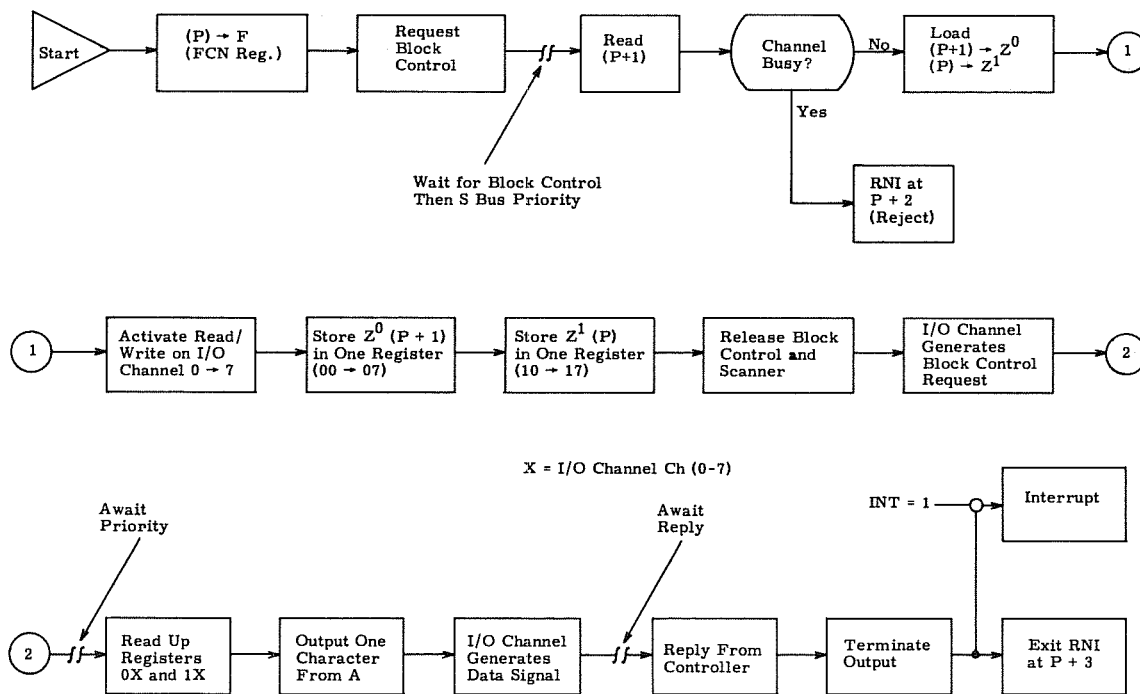 Start
(P) → F
(FCN Reg.)
Request
Block
Control
Read
(P+1)
Channel
Busy?
No
Load
(P+1) → Z⁰
(P) → Z¹
1
Yes
Wait for Block Control
Then S Bus Priority
RNI at
P + 2
(Reject)
1
Activate Read/
Write on I/O
Channel 0 → 7
Store Z⁰ (P + 1)
in One Register
(00 → 07)
Store Z¹ (P)
in One Register
(10 → 17)
Release Block
Control and
Scanner
I/O Channel
Generates
Block Control
Request
2
X = I/O Channel Ch (0-7)
Await
Priority
Await
Reply
INT = 1
Interrupt
2
Read Up
Registers
0X and 1X
Output One
Character
From A
I/O Channel
Generates
Data Signal
Reply From
Controller
Terminate
Output
Exit RNI
at P + 3